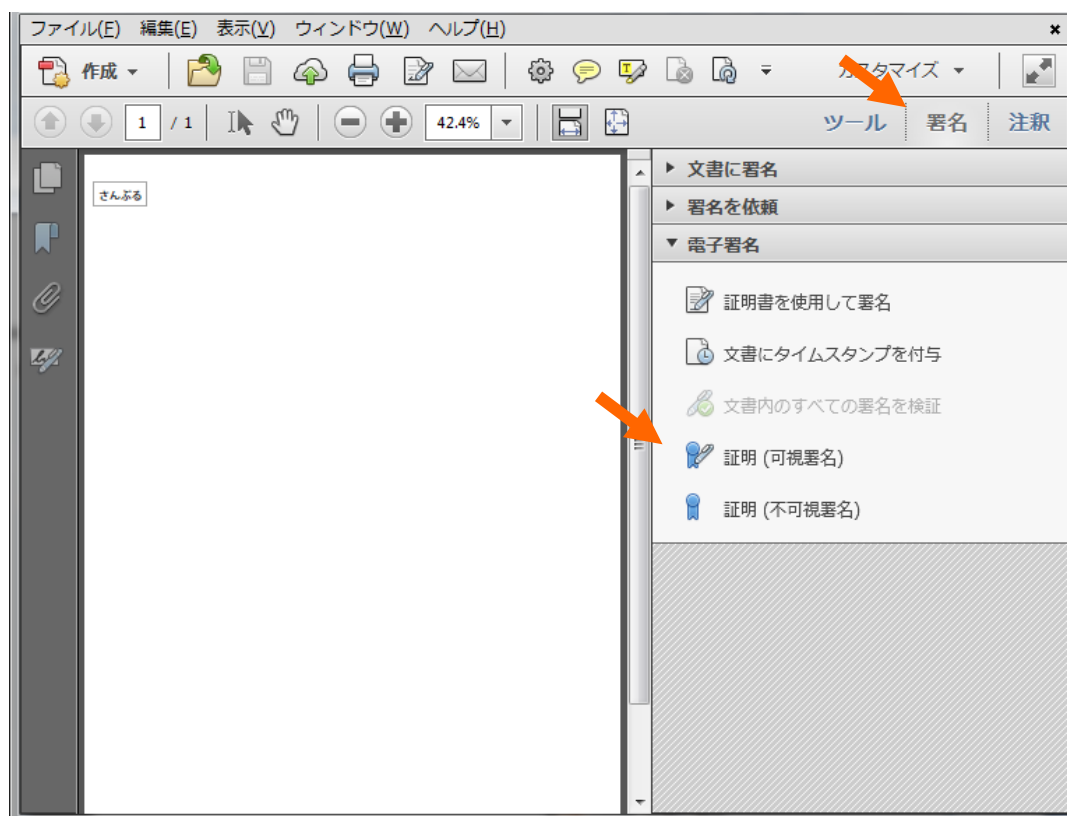 ファイル(F) 編集(E) 表示(V) ウィンドウ(W) ヘルプ(H)
作成 カスタマイズ
1 / 1 42.4% ツール 署名 注釈
さんぶる
文書に署名
署名を依頼
電子署名
証明書を使用して署名
文書にタイムスタンプを付与
文書内のすべての署名を検証
証明 (可視署名)
証明 (不可視署名)